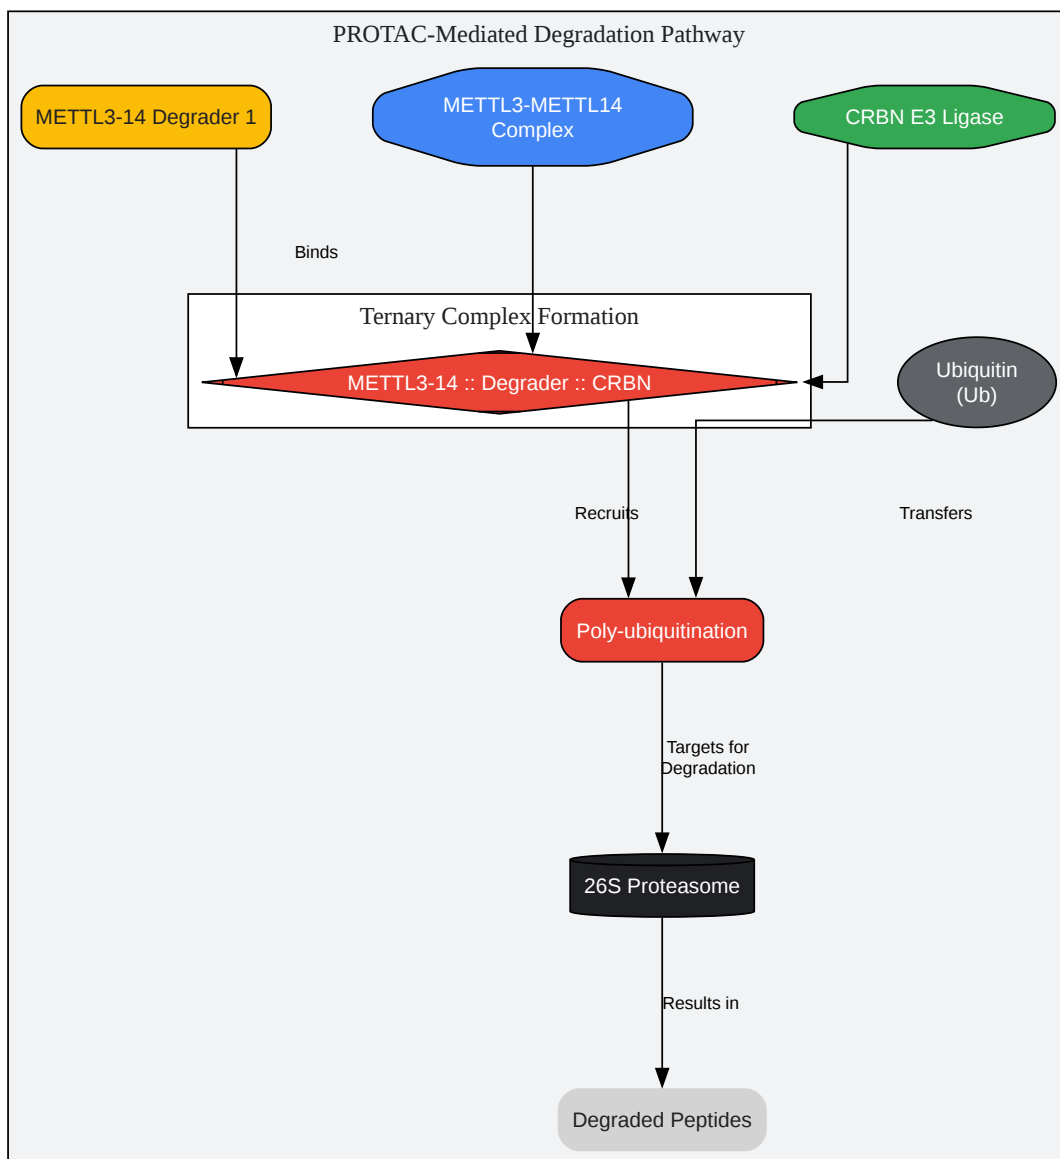 PROTAC-Mediated Degradation Pathway
METTL3-14 Degrader 1
METTL3-METTL14
Complex
CRBN E3 Ligase
Binds
Ternary Complex Formation
METTL3-14 :: Degrader :: CRBN
Ubiquitin
(Ub)
Recruits
Transfers
Poly-ubiquitination
Targets for
Degradation
26S Proteasome
Results in
Degraded Peptides